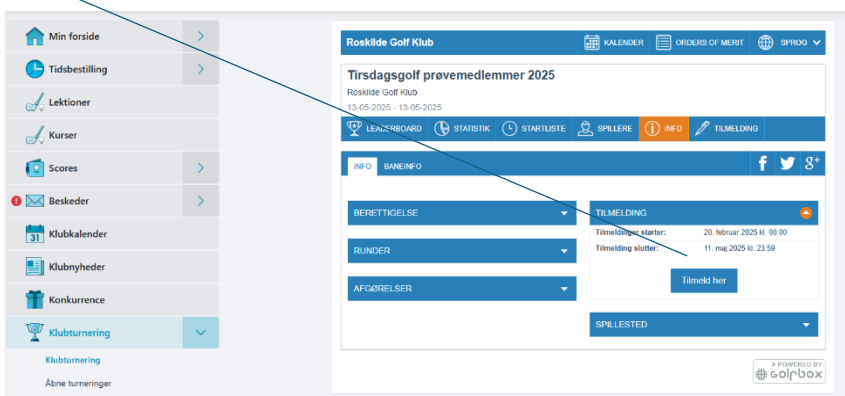 Min forside
Tidsbestilling
Lektioner
Kurser
Scores
Beskeder
31
Klubkalender
Klubnyheder
Konkurrence
Klubturnering
Klubturnering
Åbne turneringer
Roskilde Golf Klub
KALENDER
ORDERS OF MERIT
SPROG
Tirsdagsgolf prøvemedlemmer 2025
Roskilde Golf Klub
13-05-2025 - 13-05-2025
LEADERBOARD
STATISTIK
STARTLISTE
SPILLERE
INFO
TILMELDING
INFO
BANEINFO
BERETTIGELSE
RUNDER
AFGØRELSER
TILMELDING
Tilmeldinger starter: 20. februar 2025 kl. 00:00
Tilmelding slutter: 11. maj 2025 kl. 23:59
Tilmeld her
SPILLESTED
POWERED BY
Golfbox